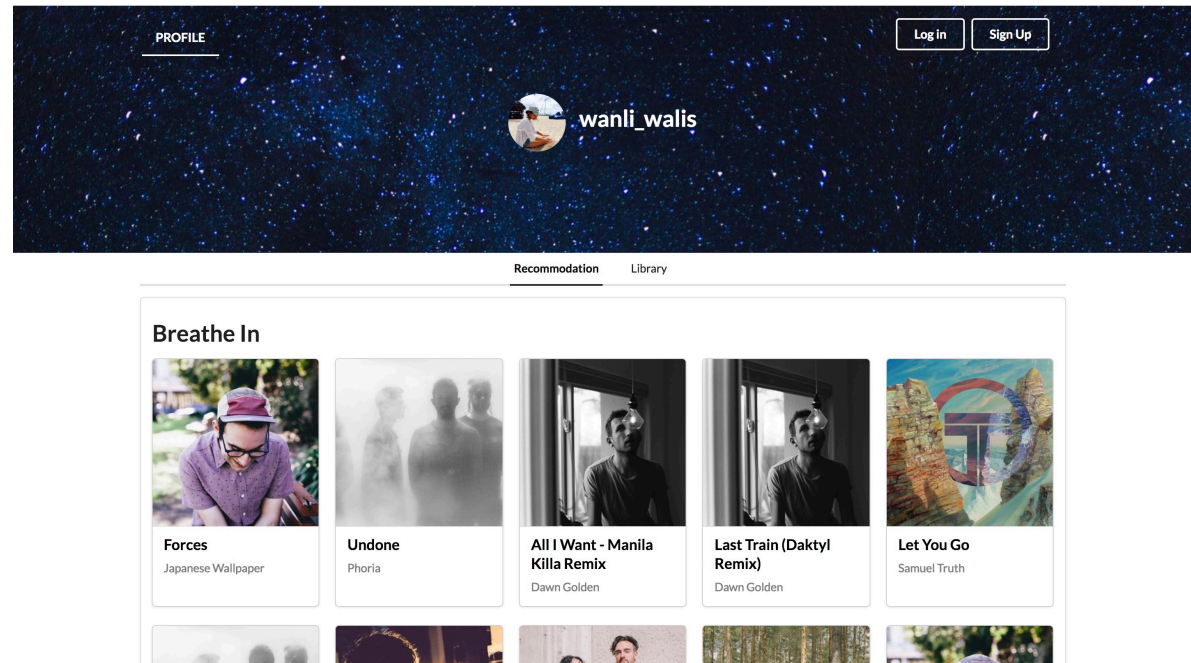 PROFILE
Log in
Sign Up
wanli_walis
Recommodation
Library
Breathe In
Forces
Japanese Wallpaper
Undone
Phoria
All I Want - Manila
Killa Remix
Dawn Golden
Last Train (Daktyl
Remix)
Dawn Golden
Let You Go
Samuel Truth